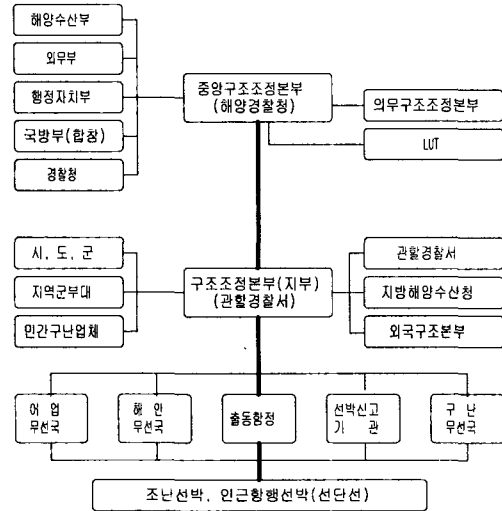 해양수산부
외무부
행정자치부
국방부(합참)
경찰청
중앙구조조정본부
(해양경찰청)
의무구조조정본부
LUT
시, 도, 군
지역군부대
민간구난업체
구조조정본부(지부)
(관할경찰서)
관할경찰서
지방해양수산청
외국구조본부
어 업
무선국
해 안
무선국
출동함정
선박신고
기 관
구 난
무선국
조난선박, 인근항행선박(선단선)